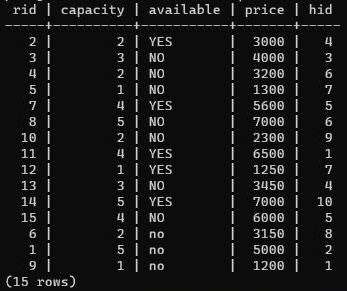 rid | capacity | available | price | hid
-----+----------+-----------+-------+-----
2 | 2 | YES | 3000 | 4
3 | 3 | NO | 4000 | 3
4 | 2 | NO | 3200 | 6
5 | 1 | NO | 1300 | 7
7 | 4 | YES | 5600 | 5
8 | 5 | NO | 7000 | 6
10 | 2 | NO | 2300 | 9
11 | 4 | YES | 6500 | 1
12 | 1 | YES | 1250 | 7
13 | 3 | NO | 3450 | 4
14 | 5 | YES | 7000 | 10
15 | 4 | NO | 6000 | 5
6 | 2 | no | 3150 | 8
1 | 5 | no | 5000 | 2
9 | 1 | no | 1200 | 1
(15 rows)